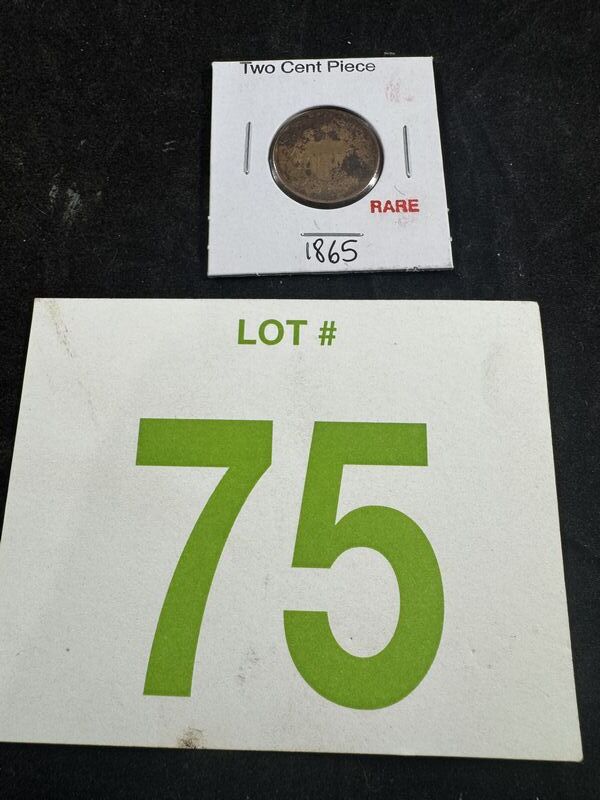 Two Cent Piece
RARE
1865
LOT #
75